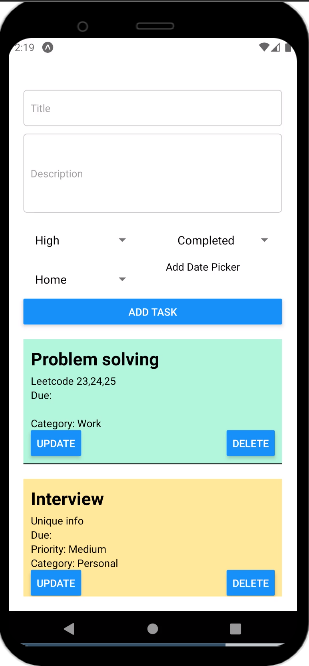 2:19
Title
Description
High
Completed
Add Date Picker
Home
ADD TASK
Problem solving
Leetcode 23,24,25
Due:
Category: Work
UPDATE
DELETE
Interview
Unique info
Due:
Priority: Medium
Category: Personal
UPDATE
DELETE